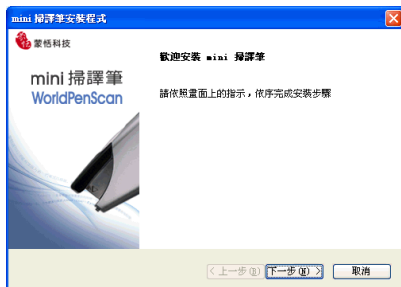 mini 掃譯筆安裝程式
蒙恬科技
mini 掃譯筆
WorldPenScan
歡迎安裝 mini 掃譯筆
請依照畫面上的指示，依序完成安裝步驟
< 上一步(B)
下一步(N) >
取消